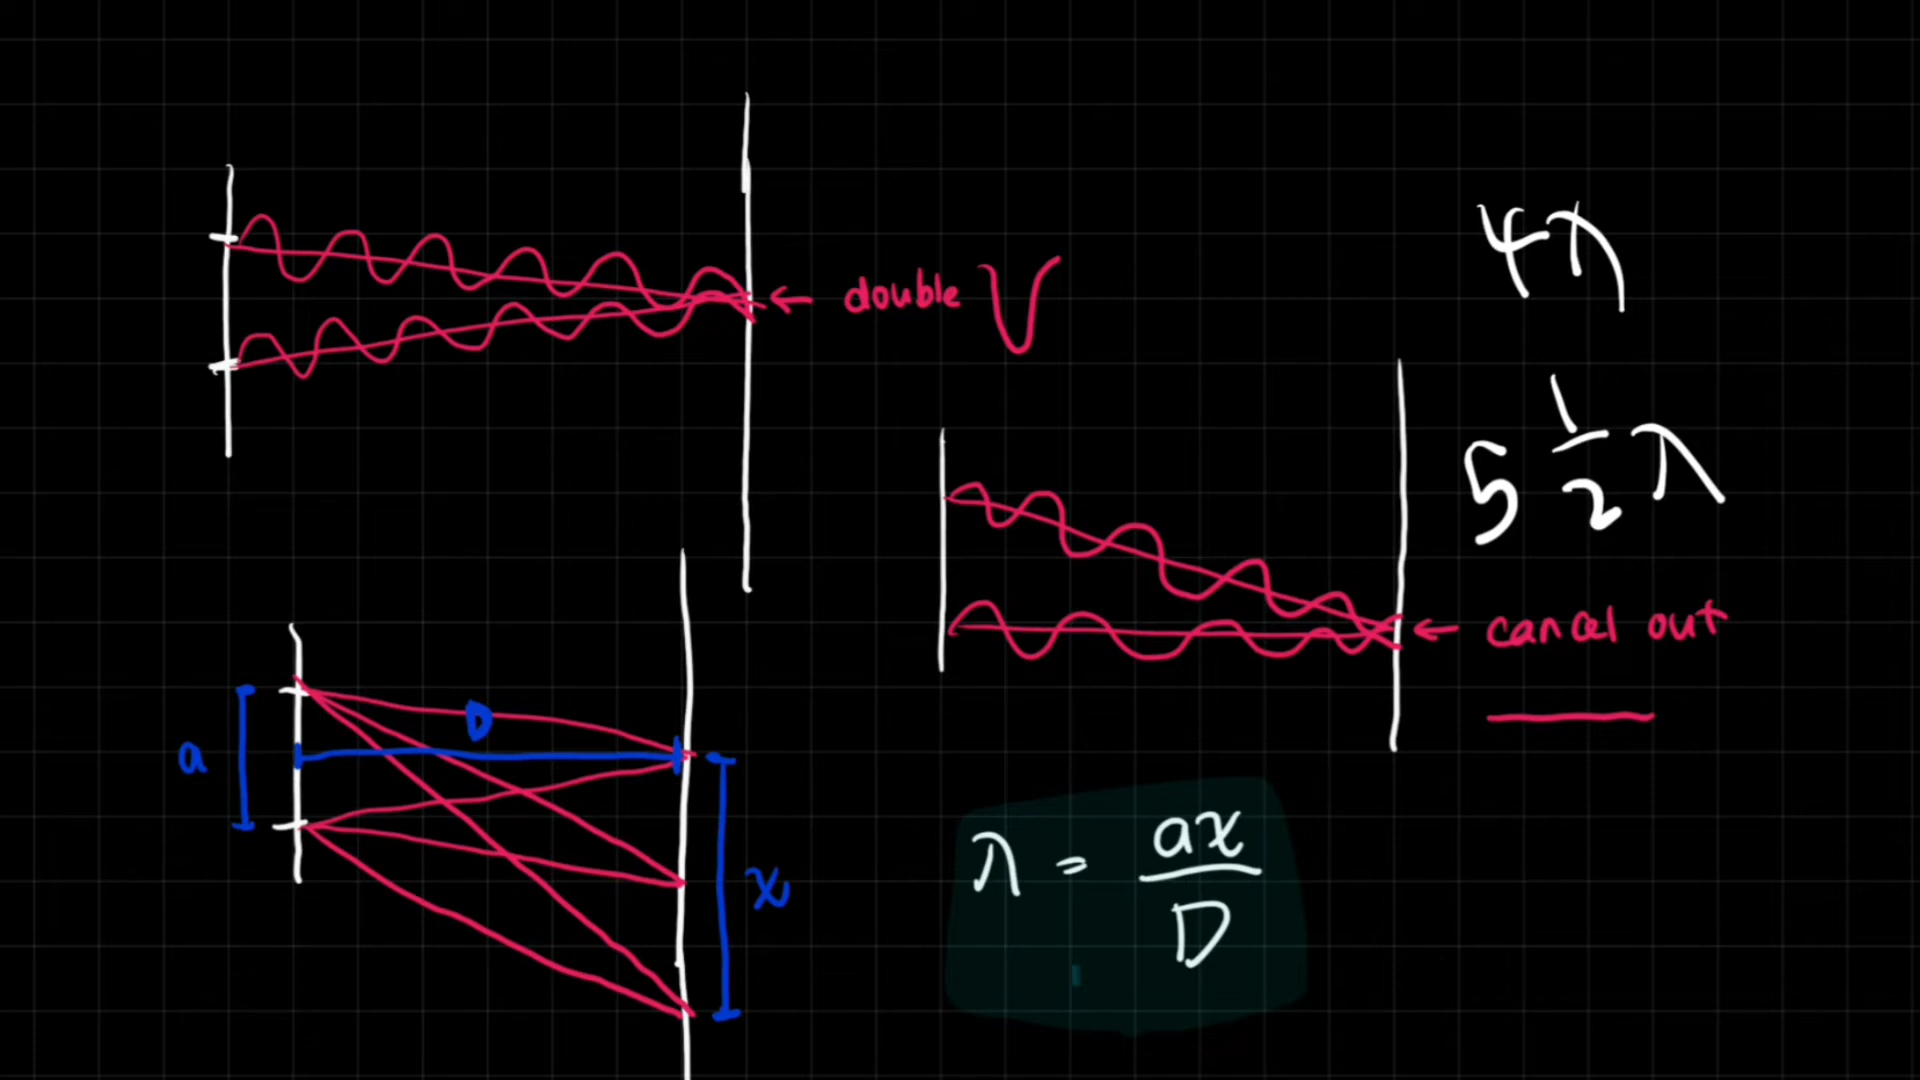 double
4λ
5 1/2 λ
cancel out
a
D
x
λ = ax/D